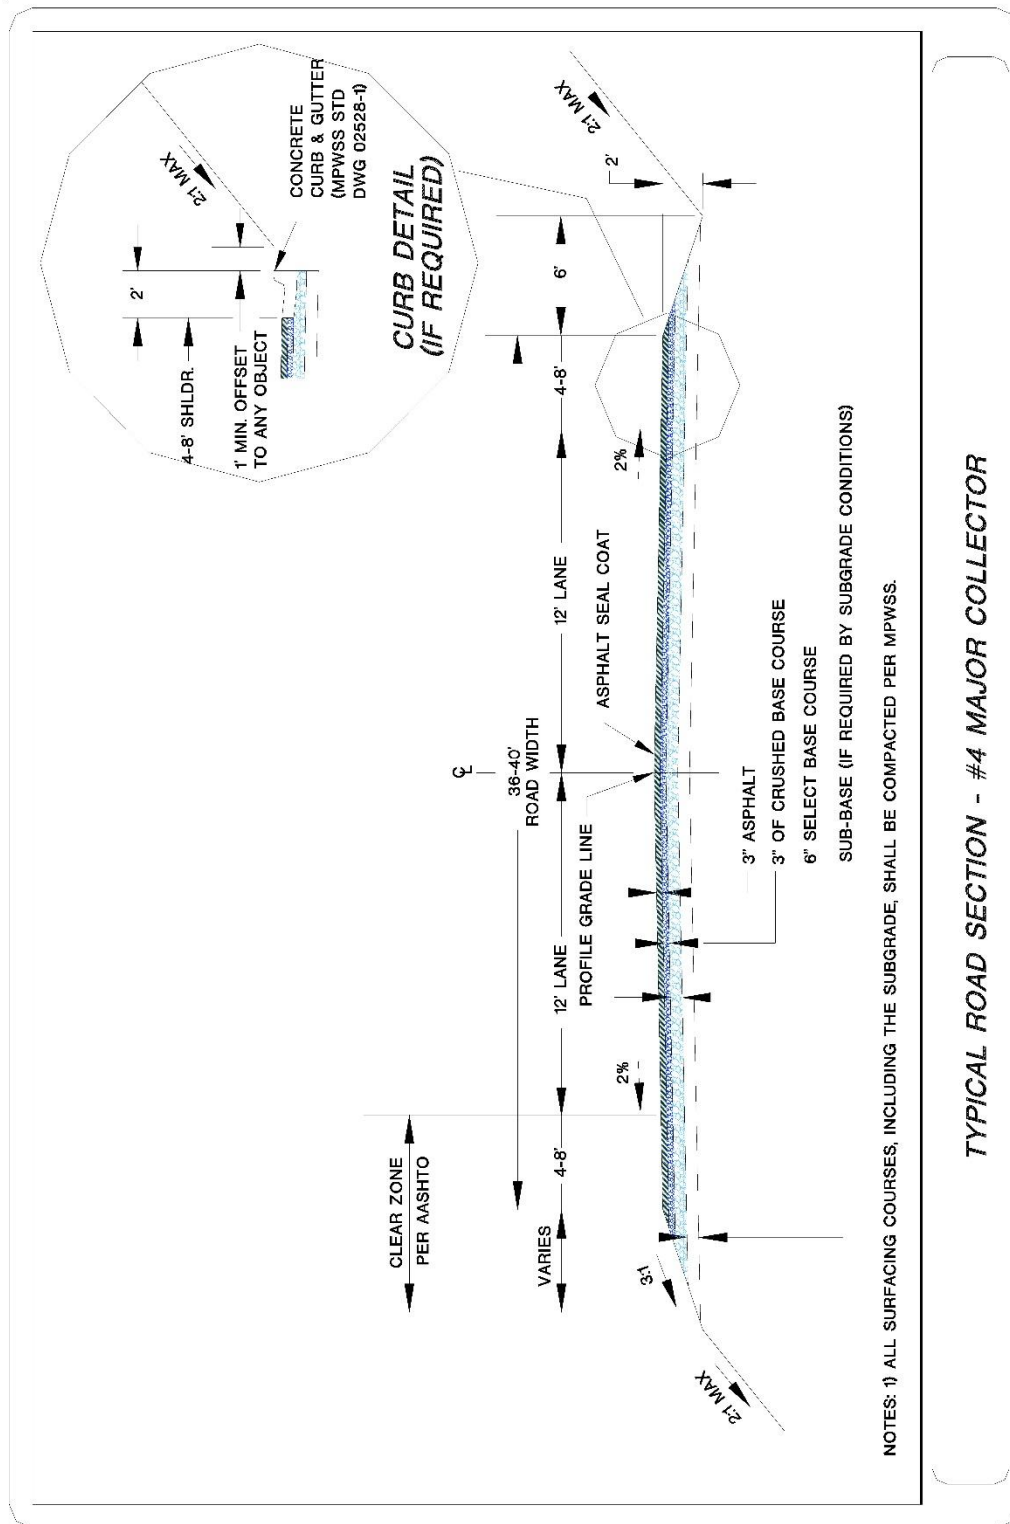 CONCRETE
CURB & GUTTER
(MPWSS STD
DWG 02528-1)
2:1 MAX
2'
4-8' SHLDR.
1' MIN. OFFSET
TO ANY OBJECT
CURB DETAIL
(IF REQUIRED)
CLEAR ZONE
PER AASHTO
℄
36-40'
ROAD WIDTH
VARIES
4-8'
12' LANE
12' LANE
4-8'
6'
2:1 MAX
2'
PROFILE GRADE LINE
ASPHALT SEAL COAT
3:1
2%
2%
2:1 MAX
3" ASPHALT
3" OF CRUSHED BASE COURSE
6" SELECT BASE COURSE
SUB-BASE (IF REQUIRED BY SUBGRADE CONDITIONS)
NOTES: 1) ALL SURFACING COURSES, INCLUDING THE SUBGRADE, SHALL BE COMPACTED PER MPWSS.
TYPICAL ROAD SECTION - #4 MAJOR COLLECTOR